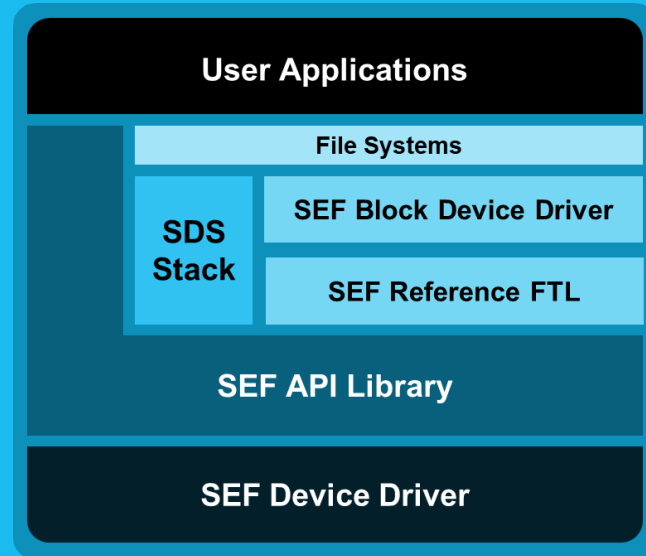 User Applications
File Systems
SDS
Stack
SEF Block Device Driver
SEF Reference FTL
SEF API Library
SEF Device Driver